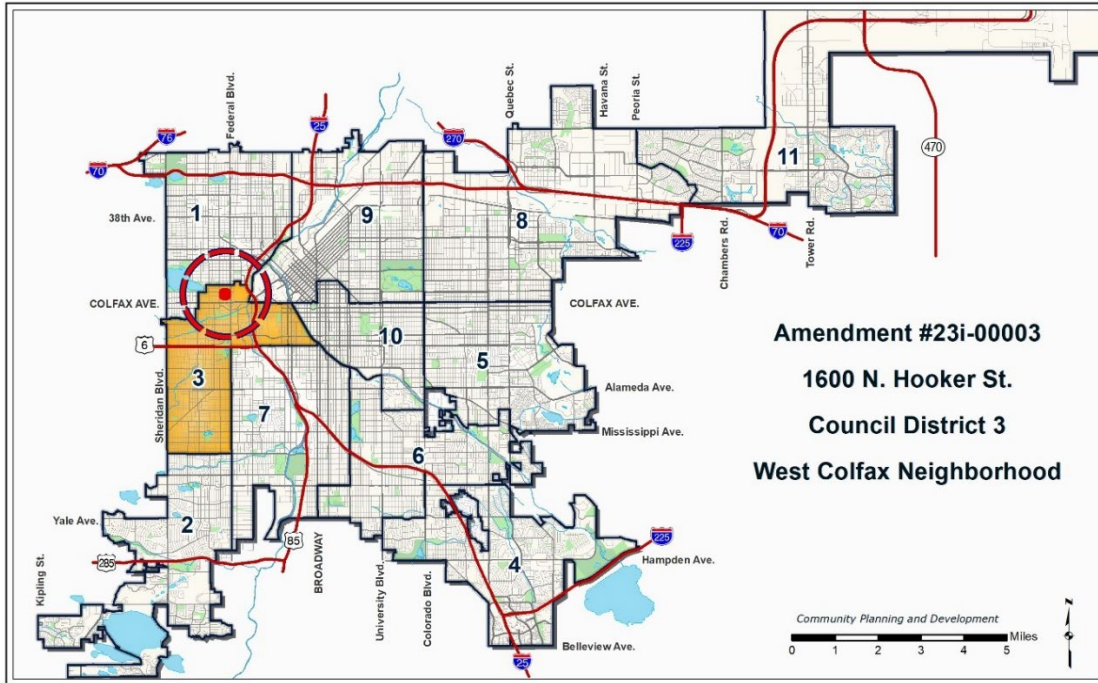 Federal Blvd.
Quebec St.
Havana St.
Peoria St.
76
25
270
70
470
11
1
9
8
38th Ave.
225
70
Chambers Rd.
Tower Rd.
COLFAX AVE.
COLFAX AVE.
6
10
5
3
Sheridan Blvd.
7
Alameda Ave.
Mississippi Ave.
6
Amendment #23i-00003
1600 N. Hooker St.
Council District 3
West Colfax Neighborhood
Yale Ave.
2
85
285
BROADWAY
4
225
Hampden Ave.
Kipling St.
University Blvd.
Colorado Blvd.
Belleview Ave.
25
Community Planning and Development
0 1 2 3 4 5 Miles
Z